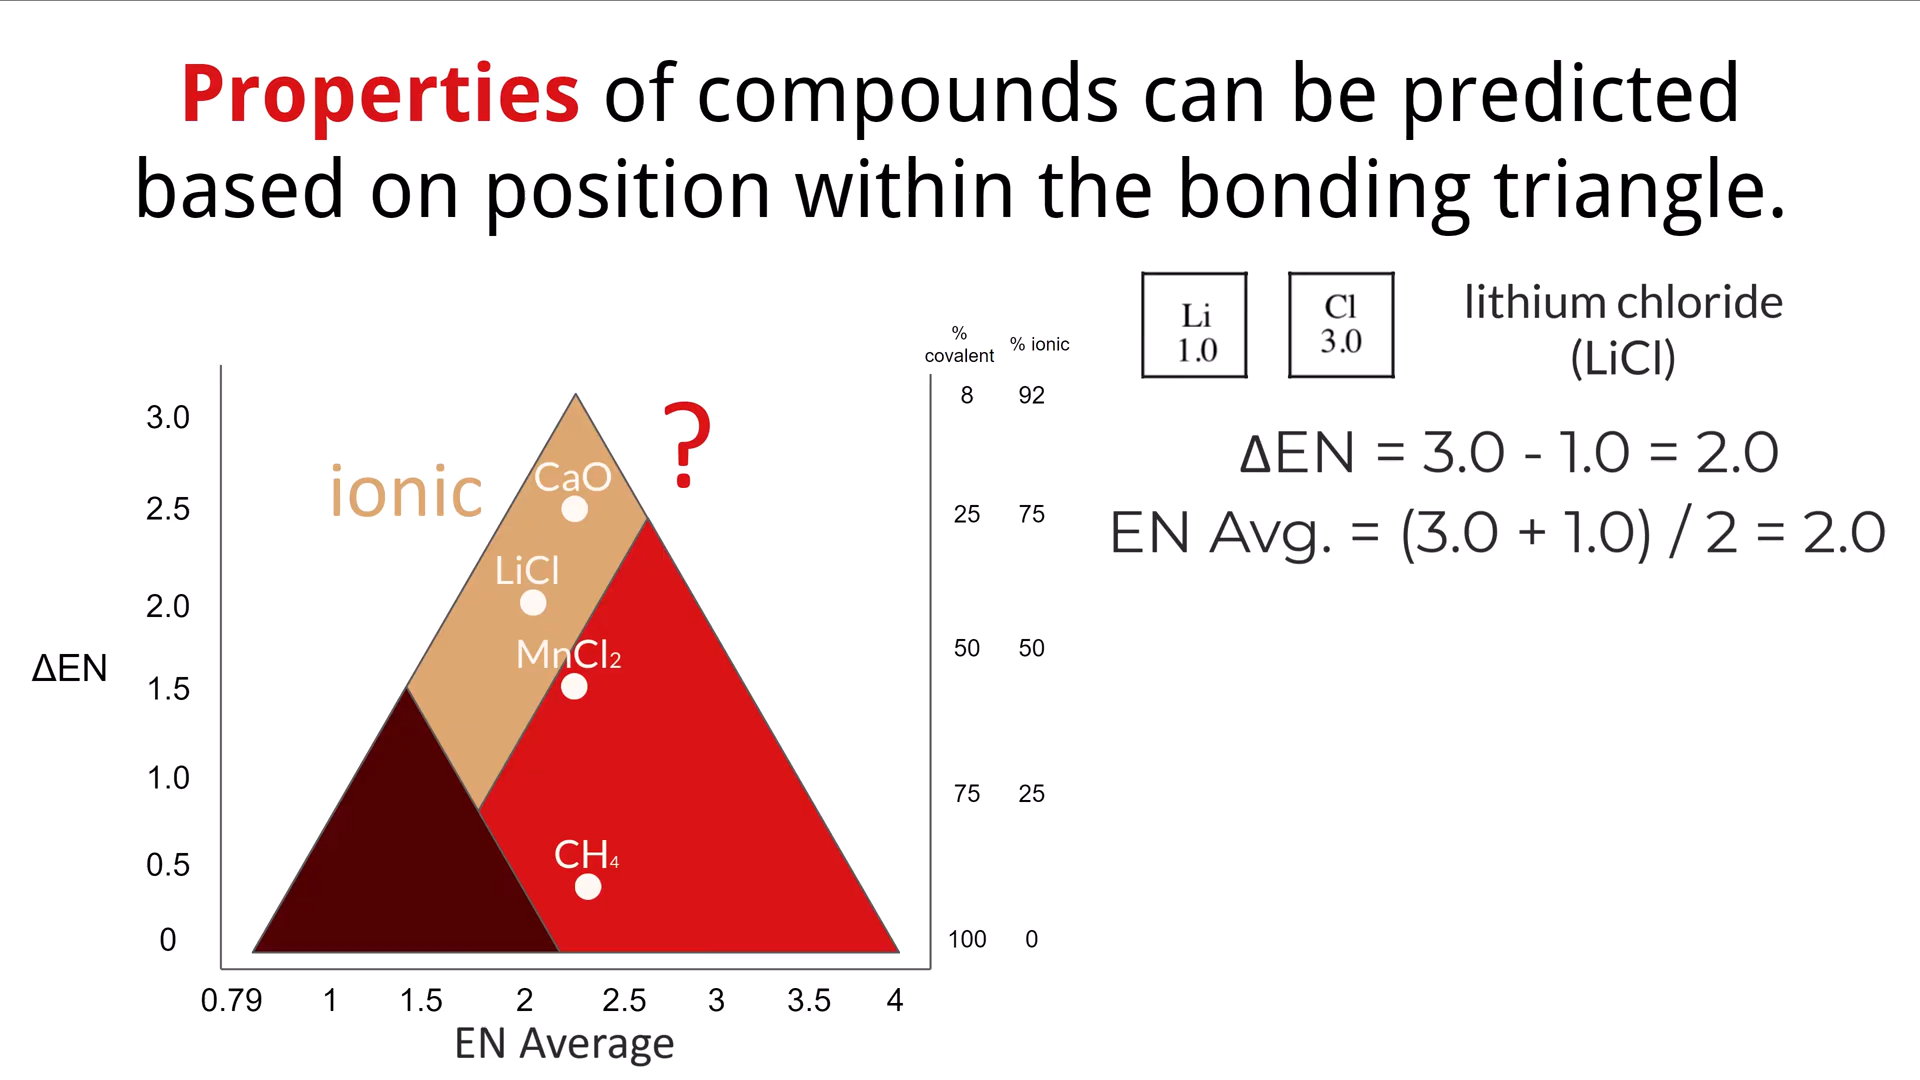 Properties of compounds can be predicted
based on position within the bonding triangle.
Li
1.0
Cl
3.0
lithium chloride
(LiCl)
ΔEN = 3.0 - 1.0 = 2.0
EN Avg. = (3.0 + 1.0) / 2 = 2.0
%
covalent
% ionic
8 92
25 75
50 50
75 25
100 0
ΔEN
3.0
2.5
2.0
1.5
1.0
0.5
0
ionic
?
CaO
LiCl
MnCl₂
CH₄
0.79 1 1.5 2 2.5 3 3.5 4
EN Average